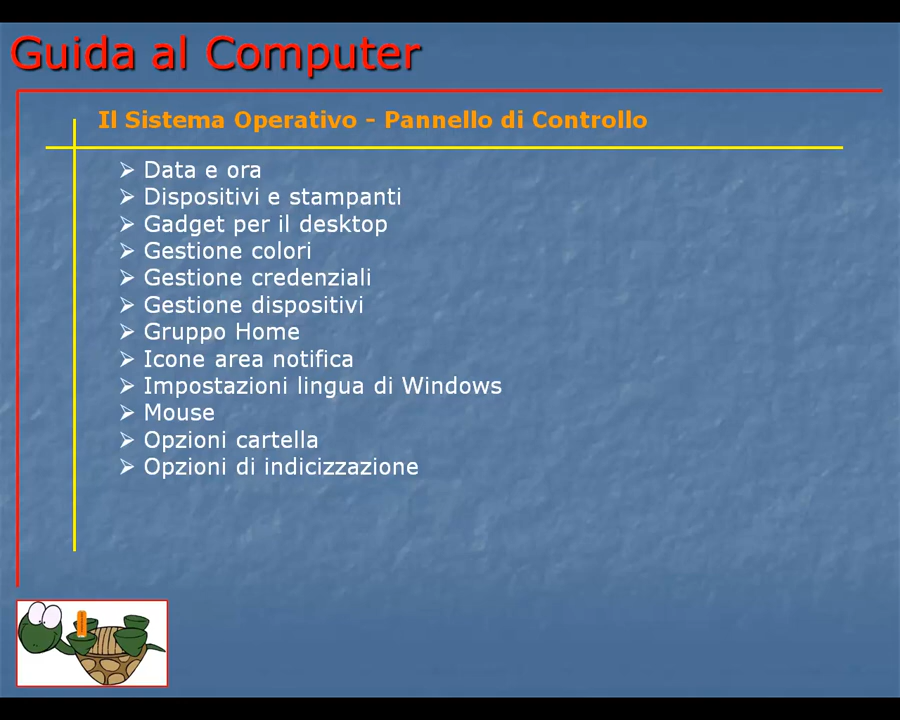 Guida al Computer
Il Sistema Operativo - Pannello di Controllo
Data e ora
Dispositivi e stampanti
Gadget per il desktop
Gestione colori
Gestione credenziali
Gestione dispositivi
Gruppo Home
Icone area notifica
Impostazioni lingua di Windows
Mouse
Opzioni cartella
Opzioni di indicizzazione